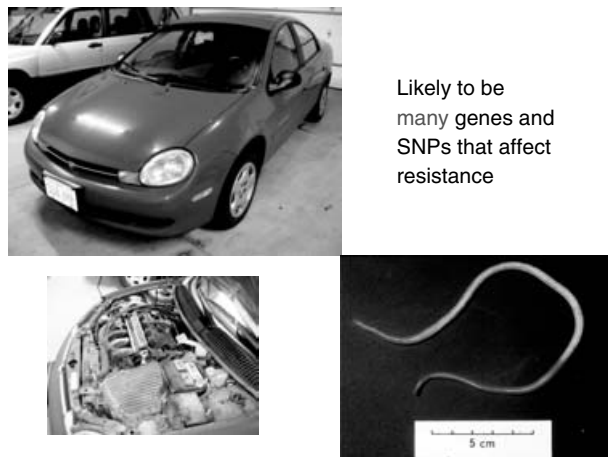 Likely to be
many genes and
SNPs that affect
resistance
5 cm